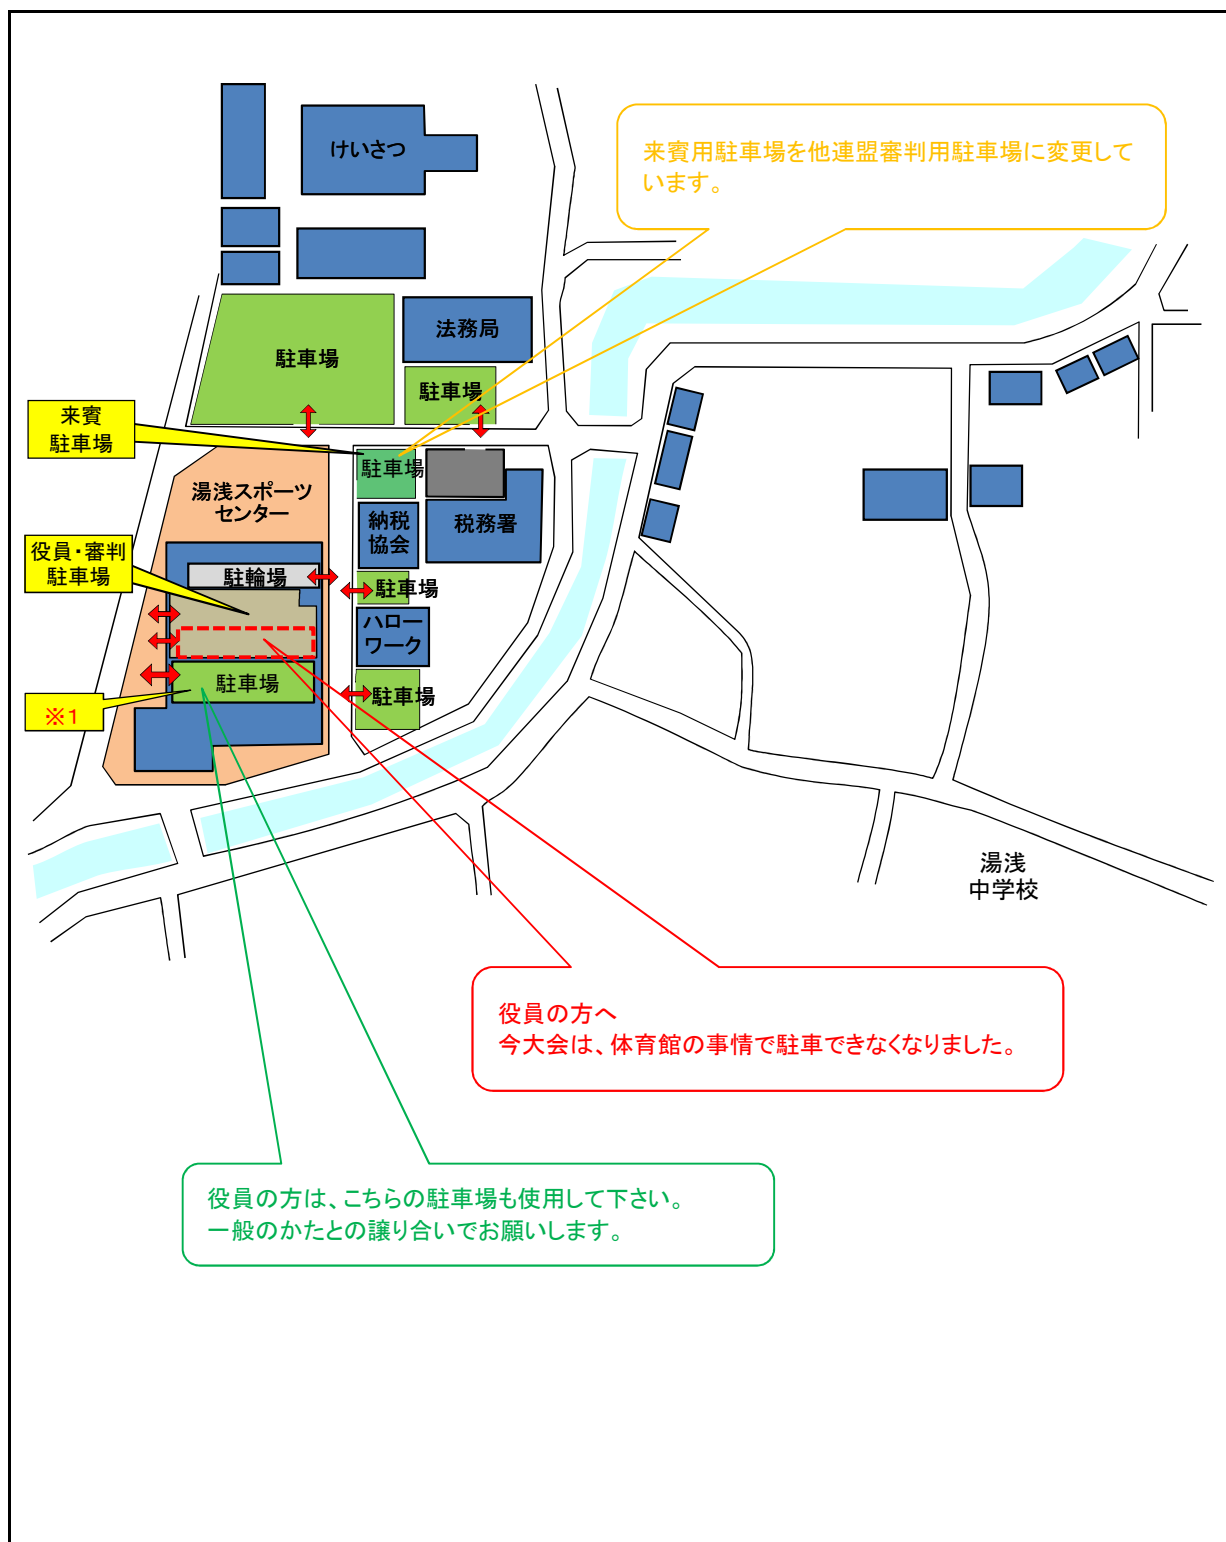 けいさつ
来賓用駐車場を他連盟審判用駐車場に変更して
います。
法務局
駐車場
駐車場
来賓
駐車場
駐車場
湯浅スポーツ
センター
納税
協会
税務署
役員・審判
駐車場
駐輪場
駐車場
ハロー
ワーク
駐車場
駐車場
※1
湯浅
中学校
役員の方へ
今大会は、体育館の事情で駐車できなくなりました。
役員の方は、こちらの駐車場も使用して下さい。
一般のかたとの譲り合いでお願いします。